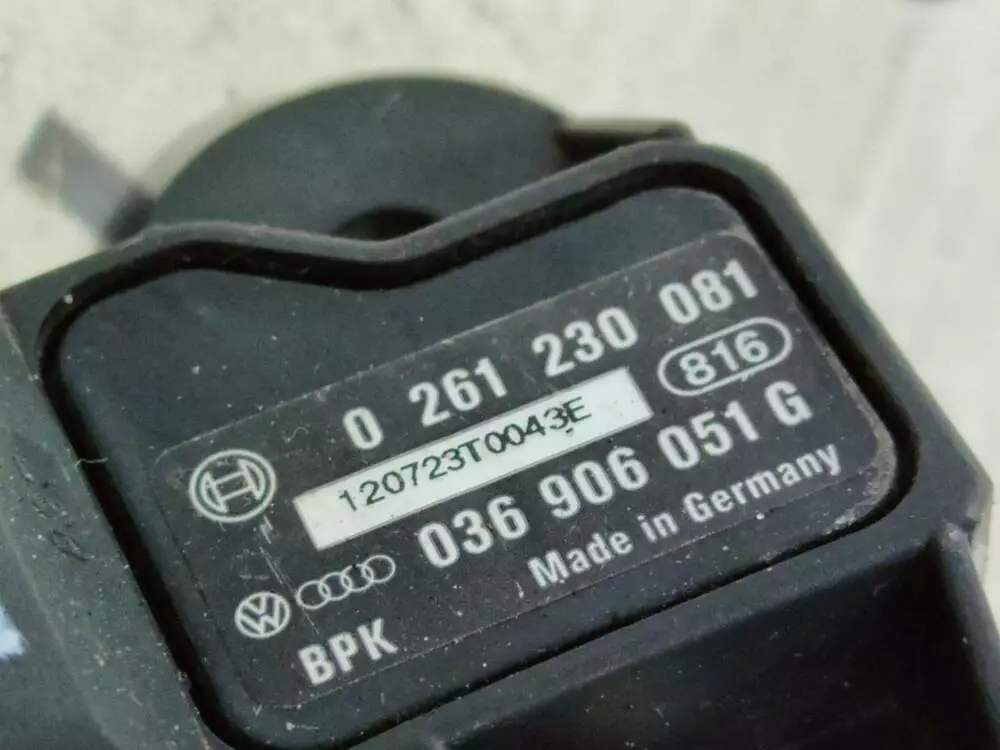 0 261 230 081
816
120723T0043E
036 906 051 G
Made in Germany
BPK